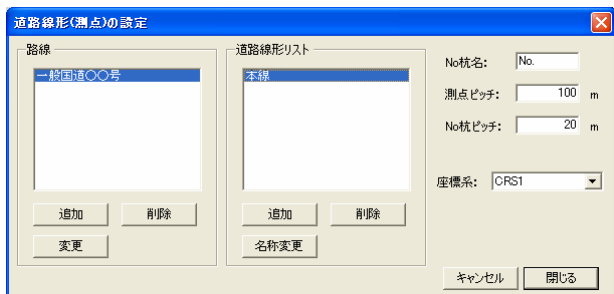 道路線形(測点)の設定
路線
一般国道〇〇号
追加
削除
変更
道路線形リスト
本線
追加
削除
名称変更
No杭名: No.
測点ピッチ: 100 m
No杭ピッチ: 20 m
座標系: CRS1
キャンセル
閉じる